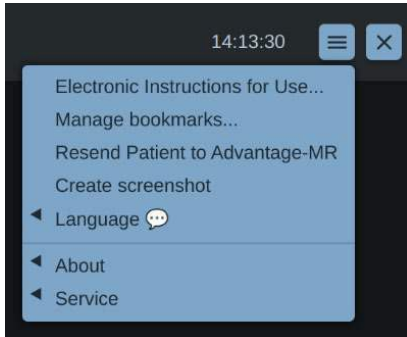 14:13:30
Electronic Instructions for Use...
Manage bookmarks...
Resend Patient to Advantage-MR
Create screenshot
Language
About
Service